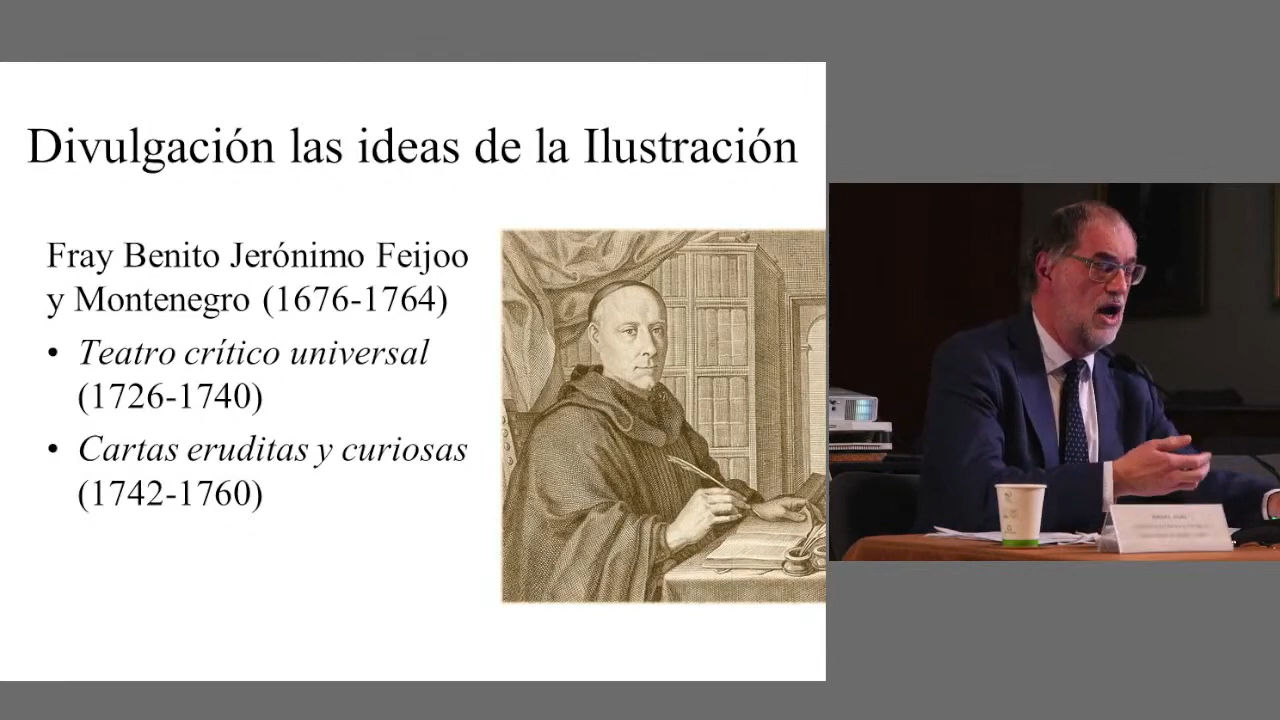 Divulgación las ideas de la Ilustración
Fray Benito Jerónimo Feijoo
y Montenegro (1676-1764)
• Teatro crítico universal
(1726-1740)
• Cartas eruditas y curiosas
(1742-1760)